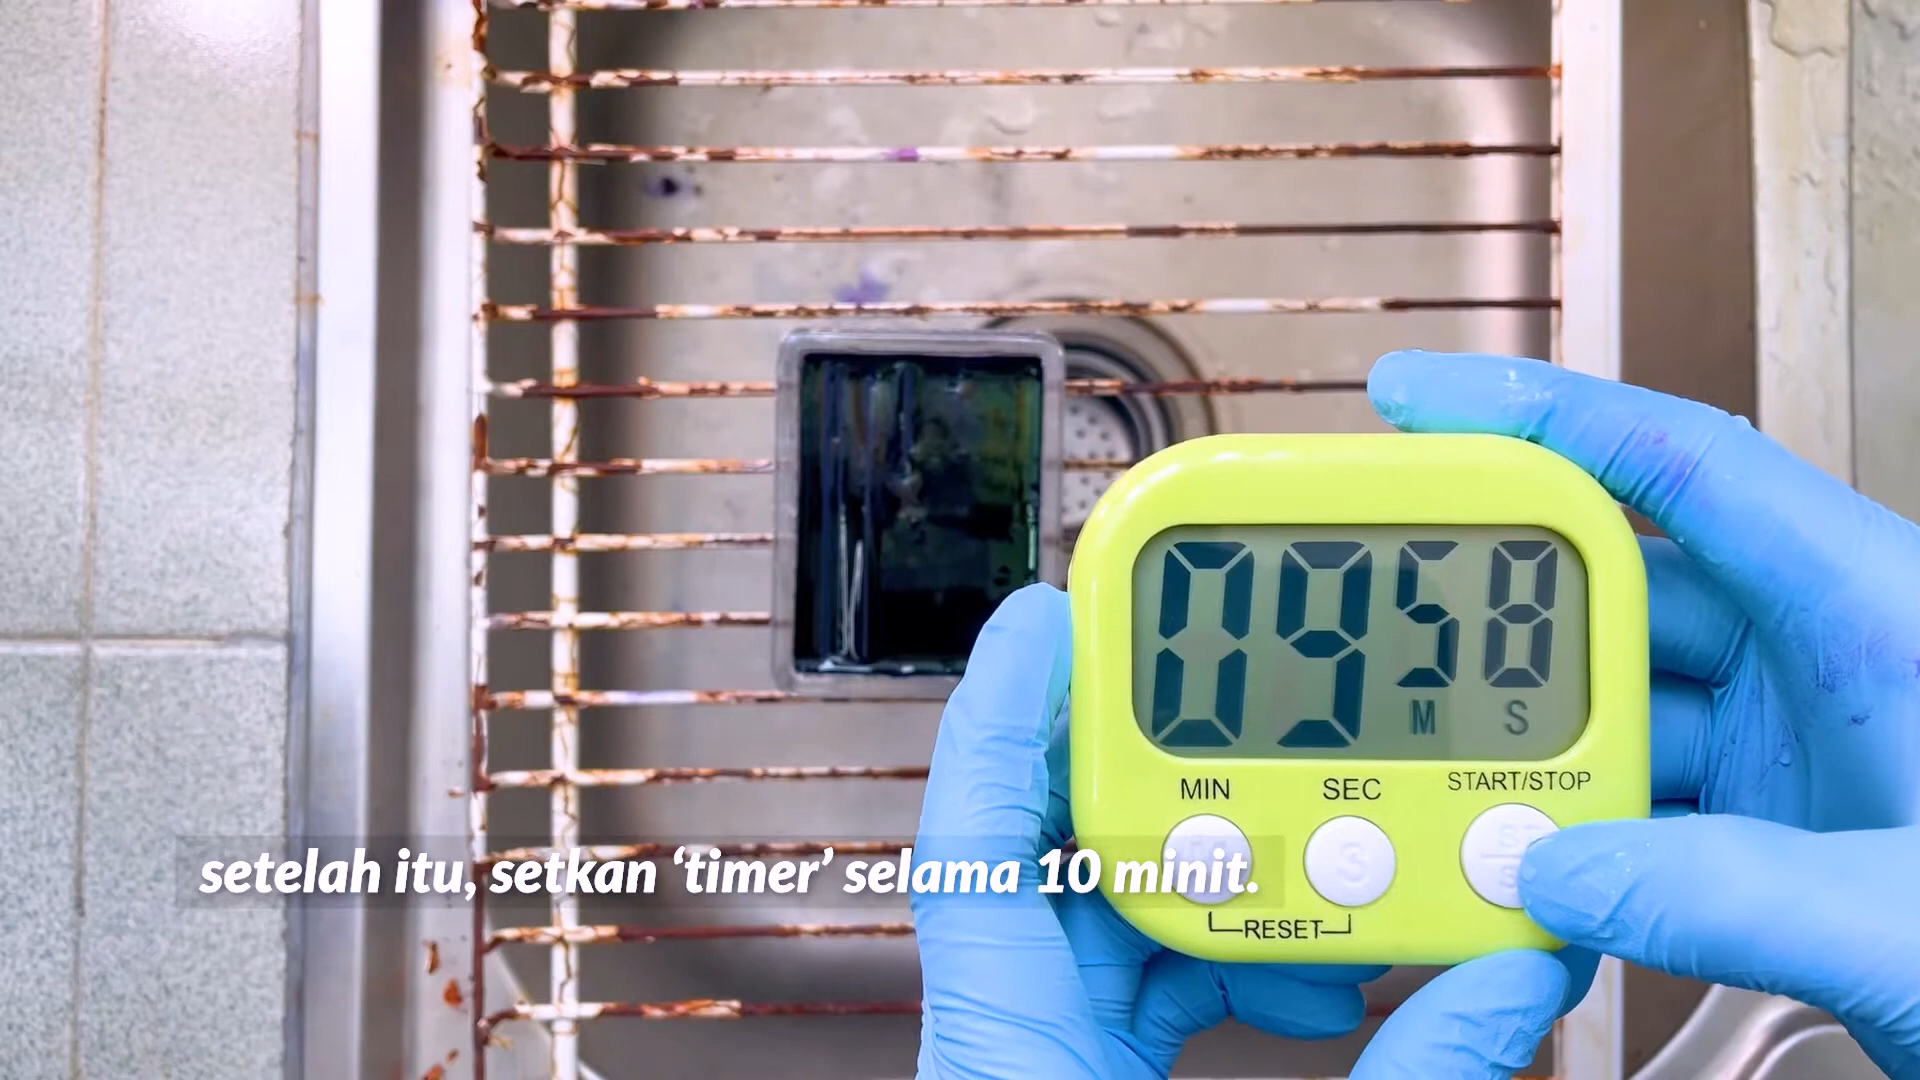 09 58
M S
MIN SEC START/STOP
S
RESET
setelah itu, setkan ‘timer’ selama 10 minit.